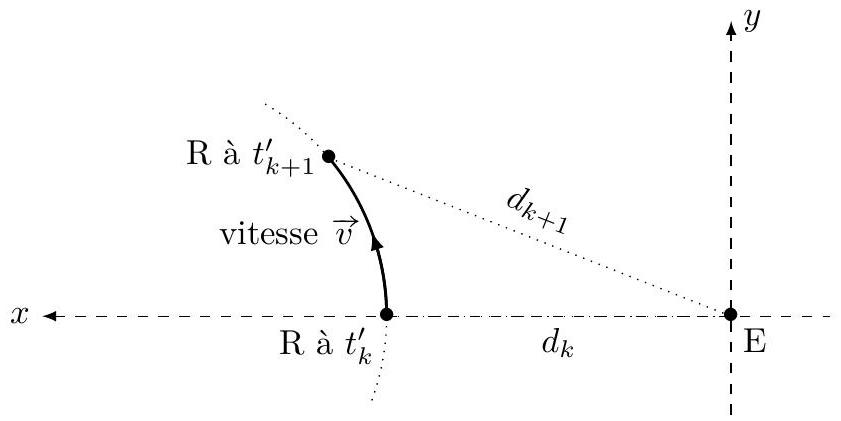 y
R à t′ₖ₊₁
dₖ₊₁
vitesse v⃗
x
R à t′ₖ
dₖ
E